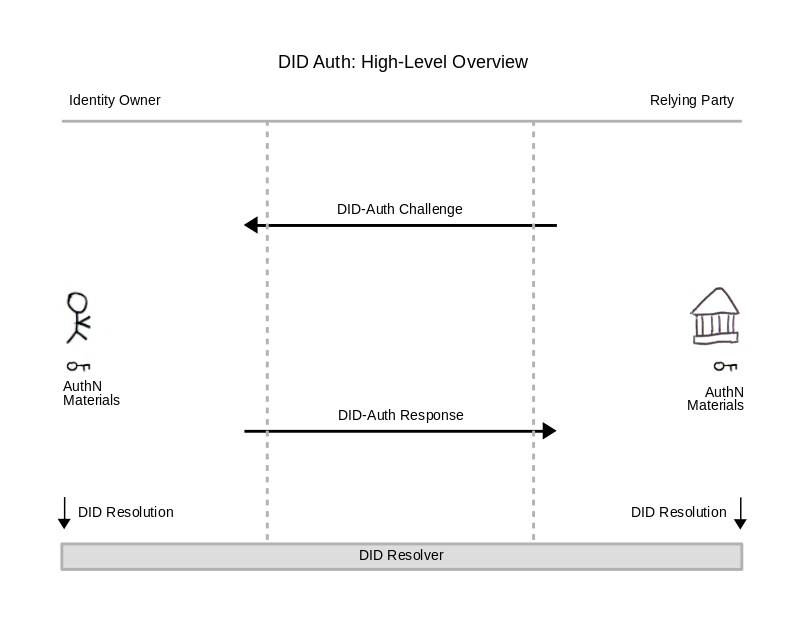 DID Auth: High-Level Overview
Identity Owner
Relying Party
DID-Auth Challenge
AuthN
Materials
AuthN
Materials
DID-Auth Response
DID Resolution
DID Resolution
DID Resolver